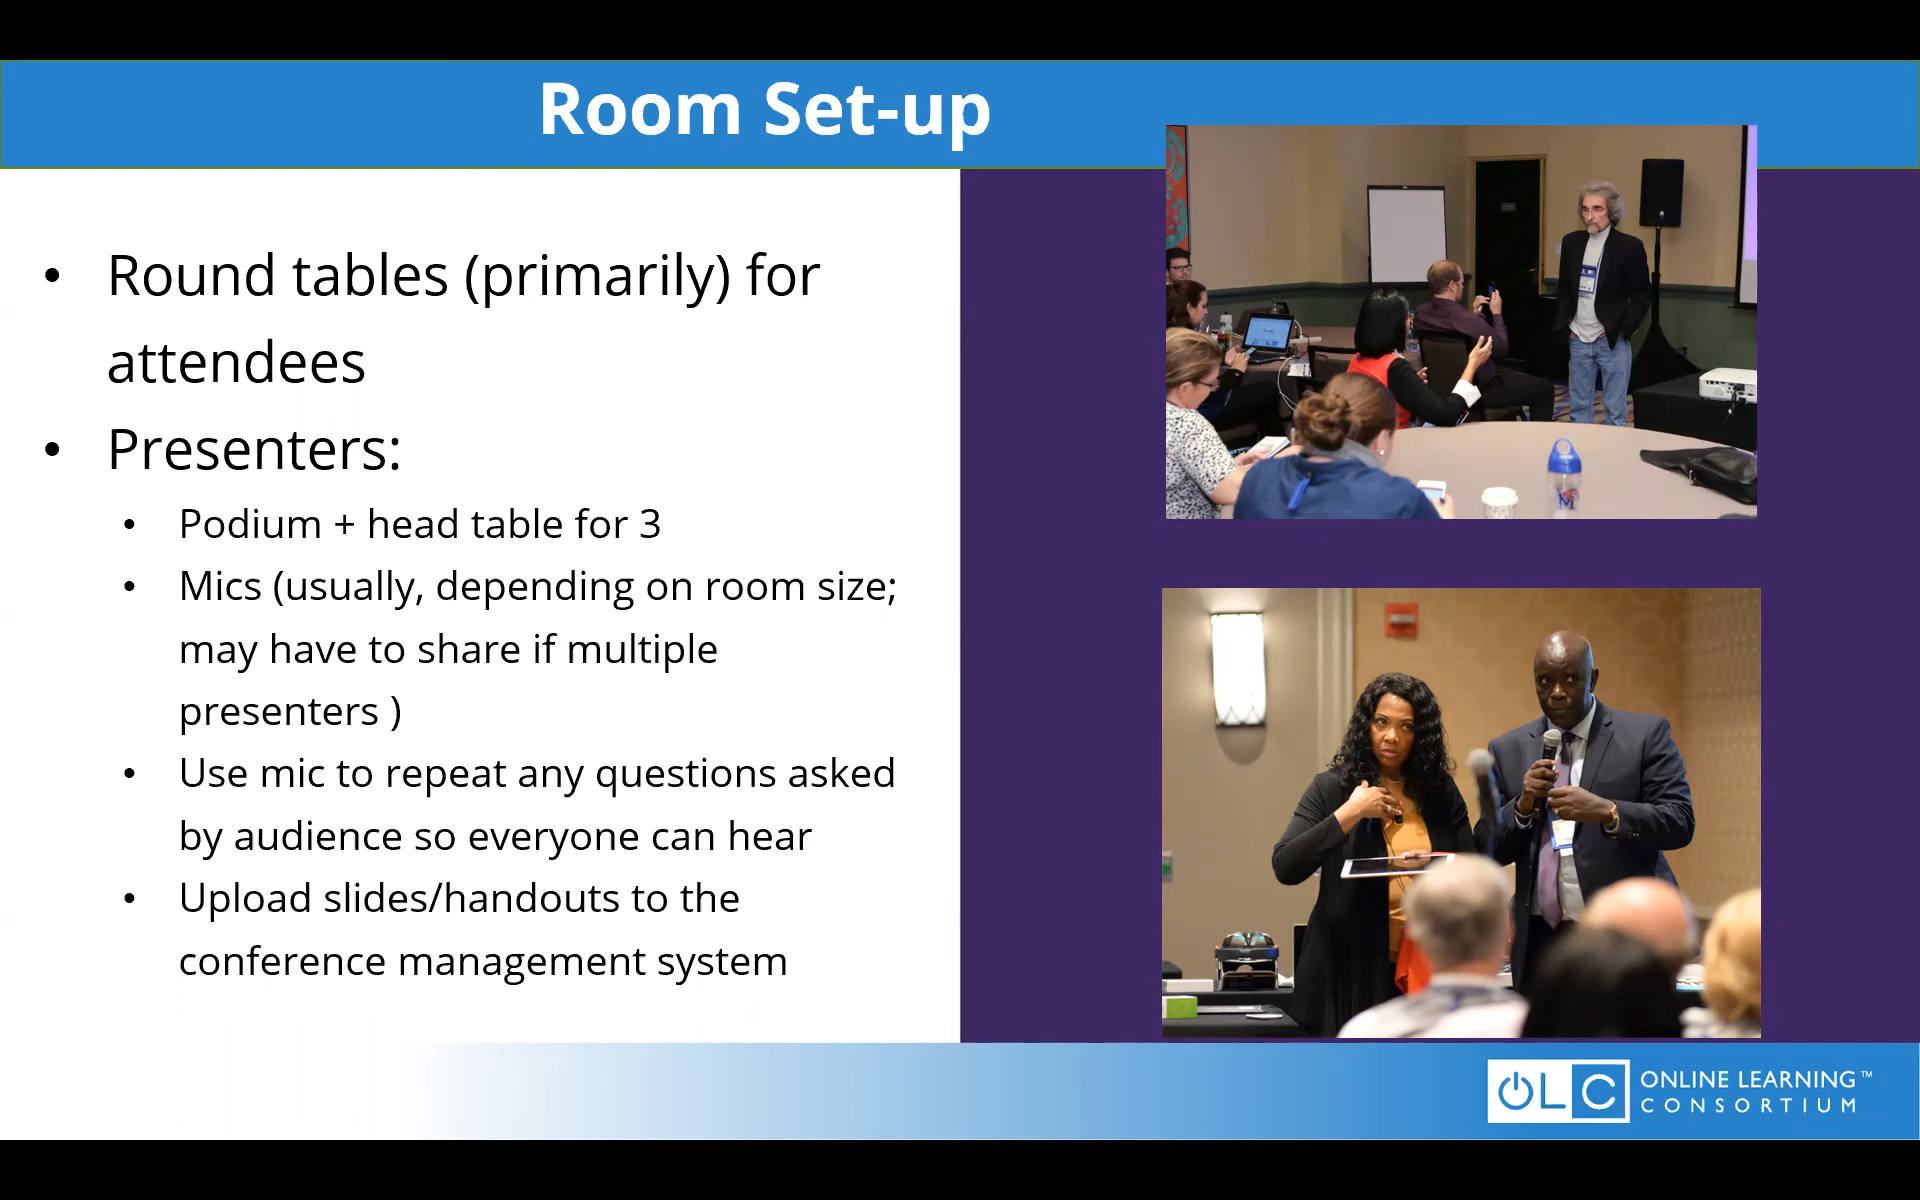 Room Set-up
• Round tables (primarily) for
attendees
• Presenters:
• Podium + head table for 3
• Mics (usually, depending on room size;
may have to share if multiple
presenters )
• Use mic to repeat any questions asked
by audience so everyone can hear
• Upload slides/handouts to the
conference management system
OLC ONLINE LEARNING™
CONSORTIUM